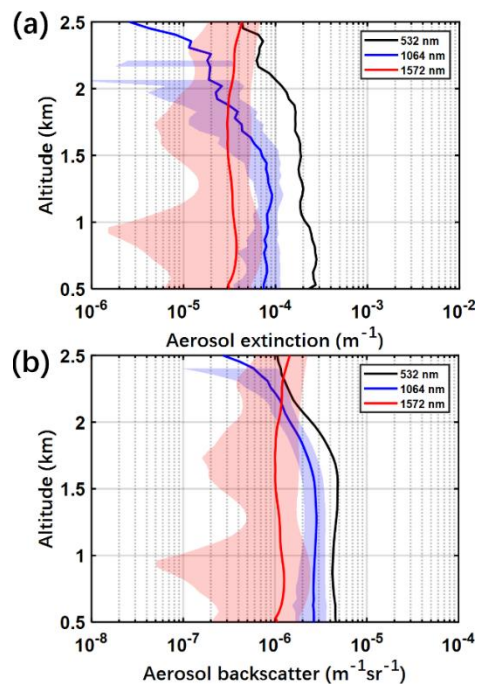 (a)
2.5
2
1.5
1
0.5
Altitude (km)
532 nm
1064 nm
1572 nm
10⁻⁶ 10⁻⁵ 10⁻⁴ 10⁻³ 10⁻²
Aerosol extinction (m⁻¹)
(b)
2.5
2
1.5
1
0.5
Altitude (km)
532 nm
1064 nm
1572 nm
10⁻⁸ 10⁻⁷ 10⁻⁶ 10⁻⁵ 10⁻⁴
Aerosol backscatter (m⁻¹sr⁻¹)